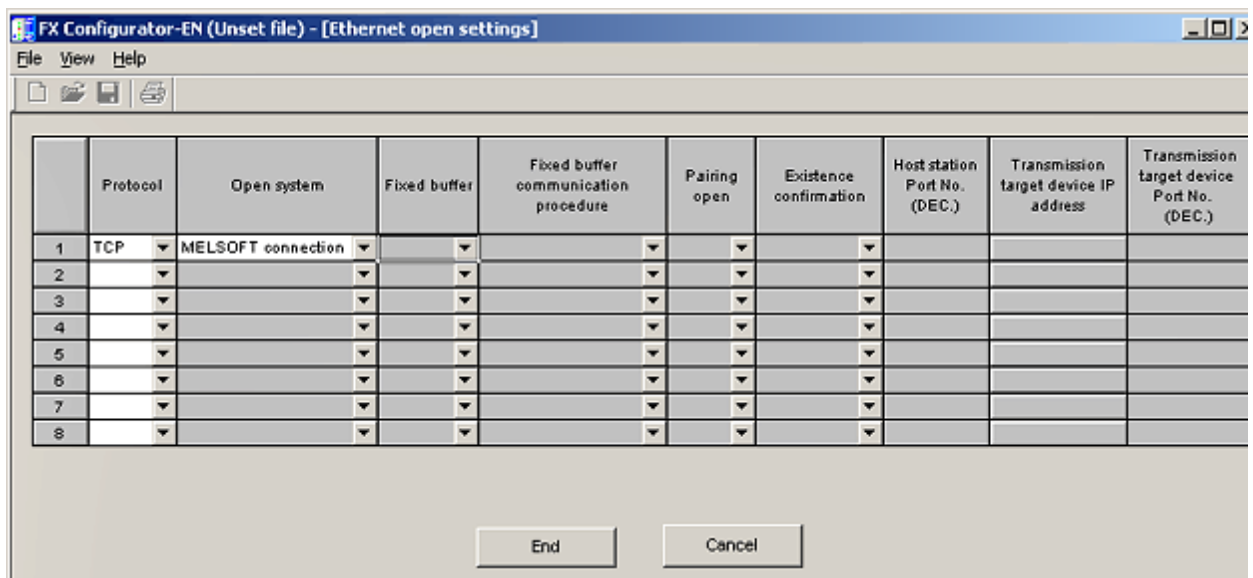 FX Configurator-EN (Unset file) - [Ethernet open settings]
File View Help
Protocol
Open system
Fixed buffer
Fixed buffer
communication
procedure
Pairing
open
Existence
confirmation
Host station
Port No.
(DEC.)
Transmission
target device IP
address
Transmission
target device
Port No.
(DEC.)
1 TCP MELSOFT connection
2
3
4
5
6
7
8
End Cancel